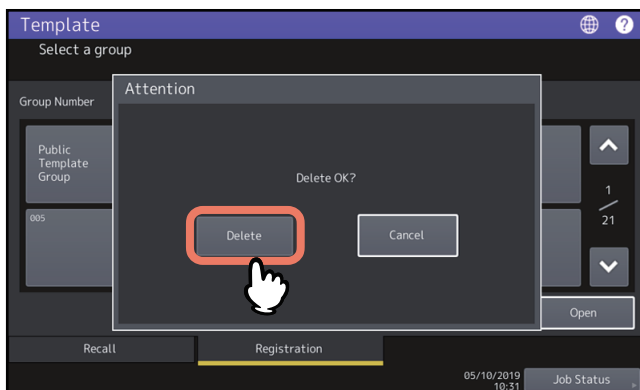 Template
?
Select a group
Attention
Group Number
Public
Template
Group
Delete OK?
005
Delete
Cancel
1
21
Open
Recall
Registration
05/10/2019
10:31
Job Status